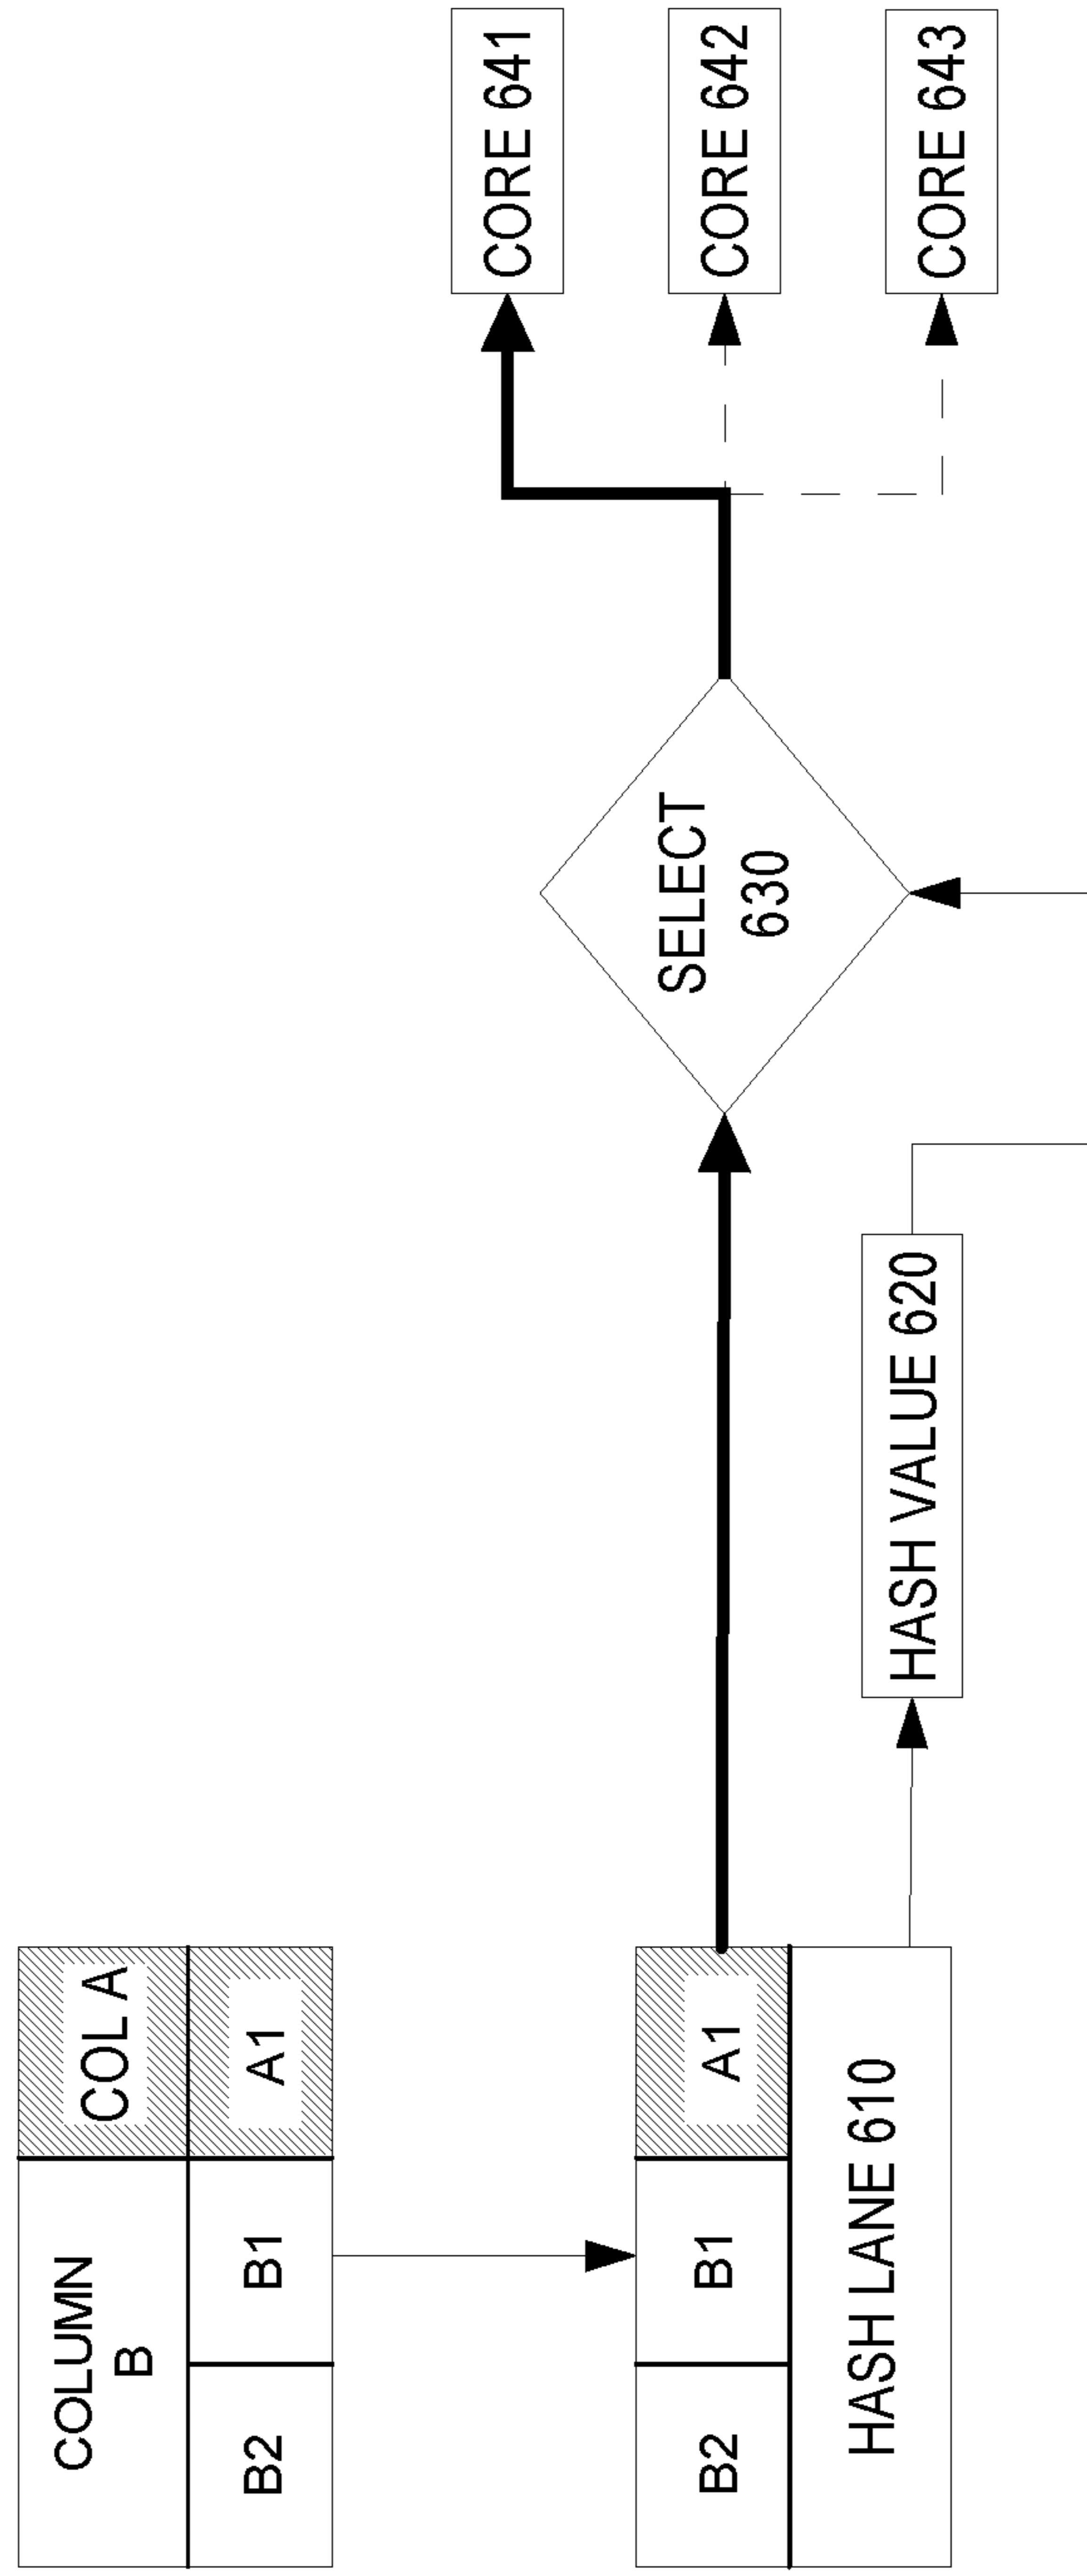 COLUMN
B
COL A
B2
B1
A1
B2
B1
A1
HASH LANE 610
HASH VALUE 620
SELECT
630
CORE 641
CORE 642
CORE 643